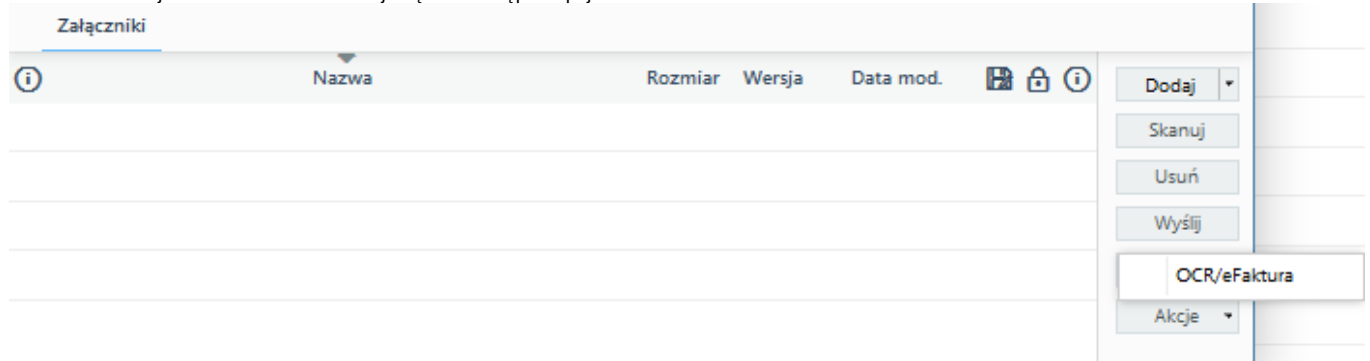 Załączniki
Nazwa Rozmiar Wersja Data mod.
Dodaj
Skanuj
Usuń
Wyślij
OCR/eFaktura
Akcje